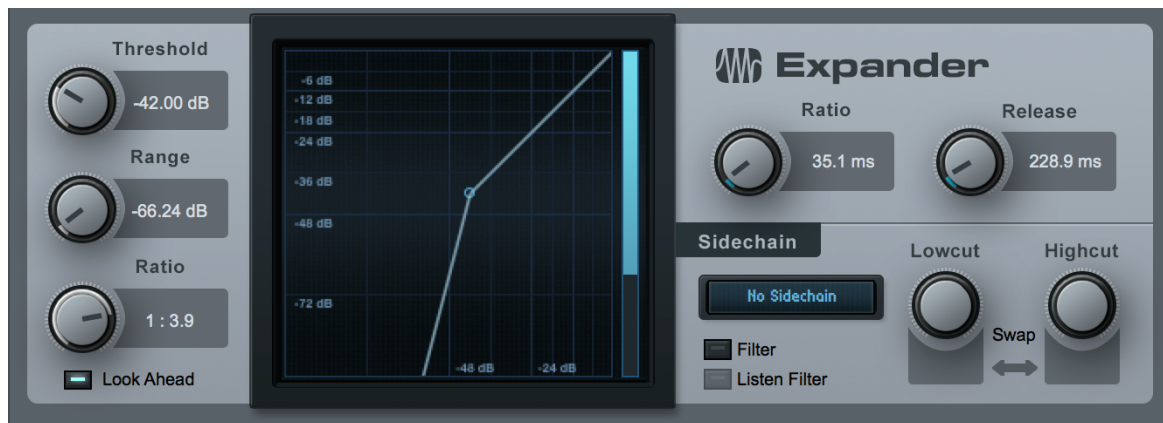 Threshold
-42.00 dB
Range
-66.24 dB
Ratio
1 : 3.9
Look Ahead
-6 dB
-12 dB
-18 dB
-24 dB
-36 dB
-48 dB
-72 dB
-48 dB
-24 dB
Expander
Ratio
35.1 ms
Release
228.9 ms
Sidechain
No Sidechain
Filter
Listen Filter
Lowcut
Highcut
Swap